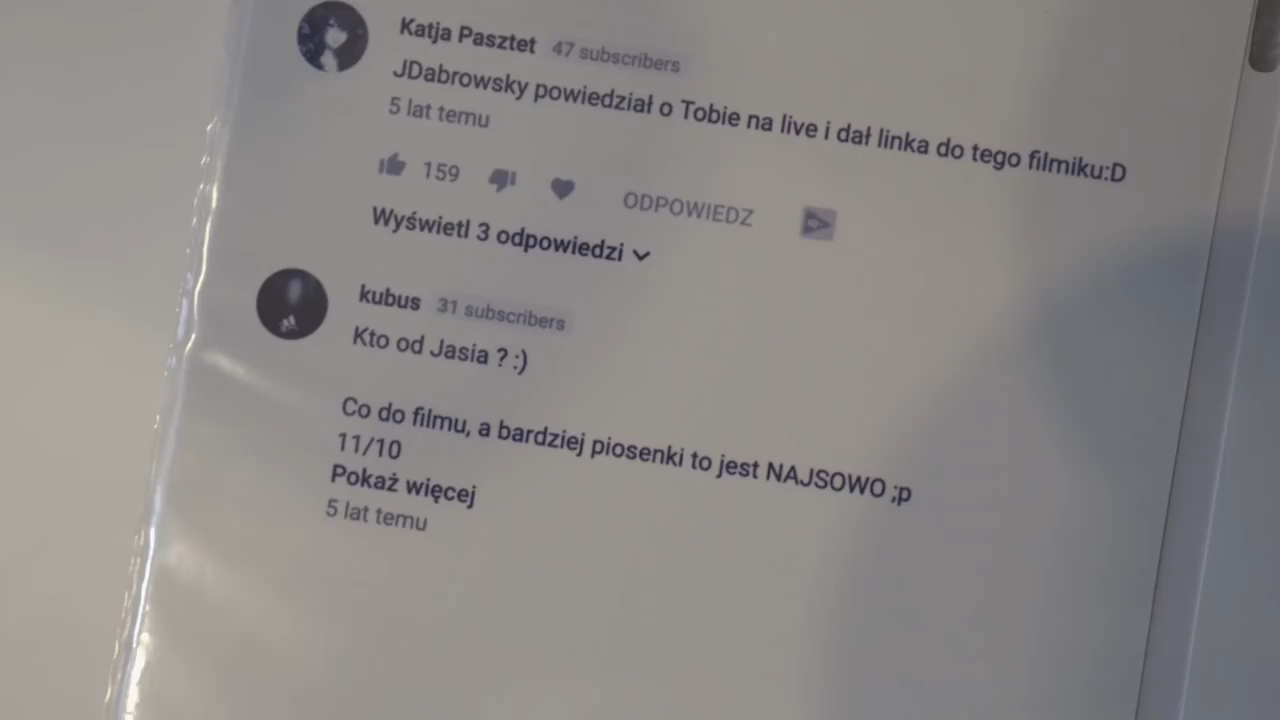 Katja Pasztet 47 subscribers
JDabrowsky powiedział o Tobie na live i dał linka do tego filmiku:D
5 lat temu
159 ODPOWIEDZ
Wyświetl 3 odpowiedzi
kubus 31 subscribers
Kto od Jasia ? :)
Co do filmu, a bardziej piosenki to jest NAJSOWO ;p
11/10
Pokaż więcej
5 lat temu